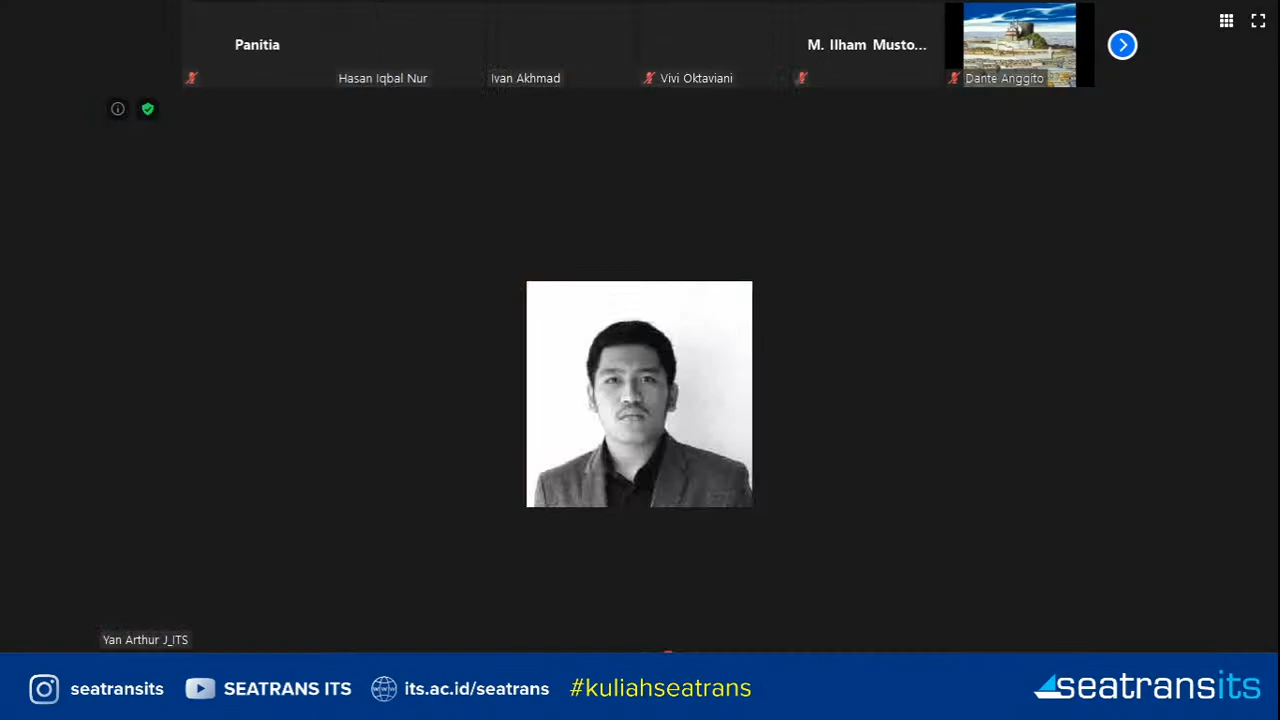 Panitia
M. Ilham Musto...
Hasan Iqbal Nur
Ivan Akhmad
Vivi Oktaviani
Dante Anggito
Yan Arthur J_ITS
seatransits
SEATRANS ITS
www
its.ac.id/seatrans
#kuliahseatrans
seatransits